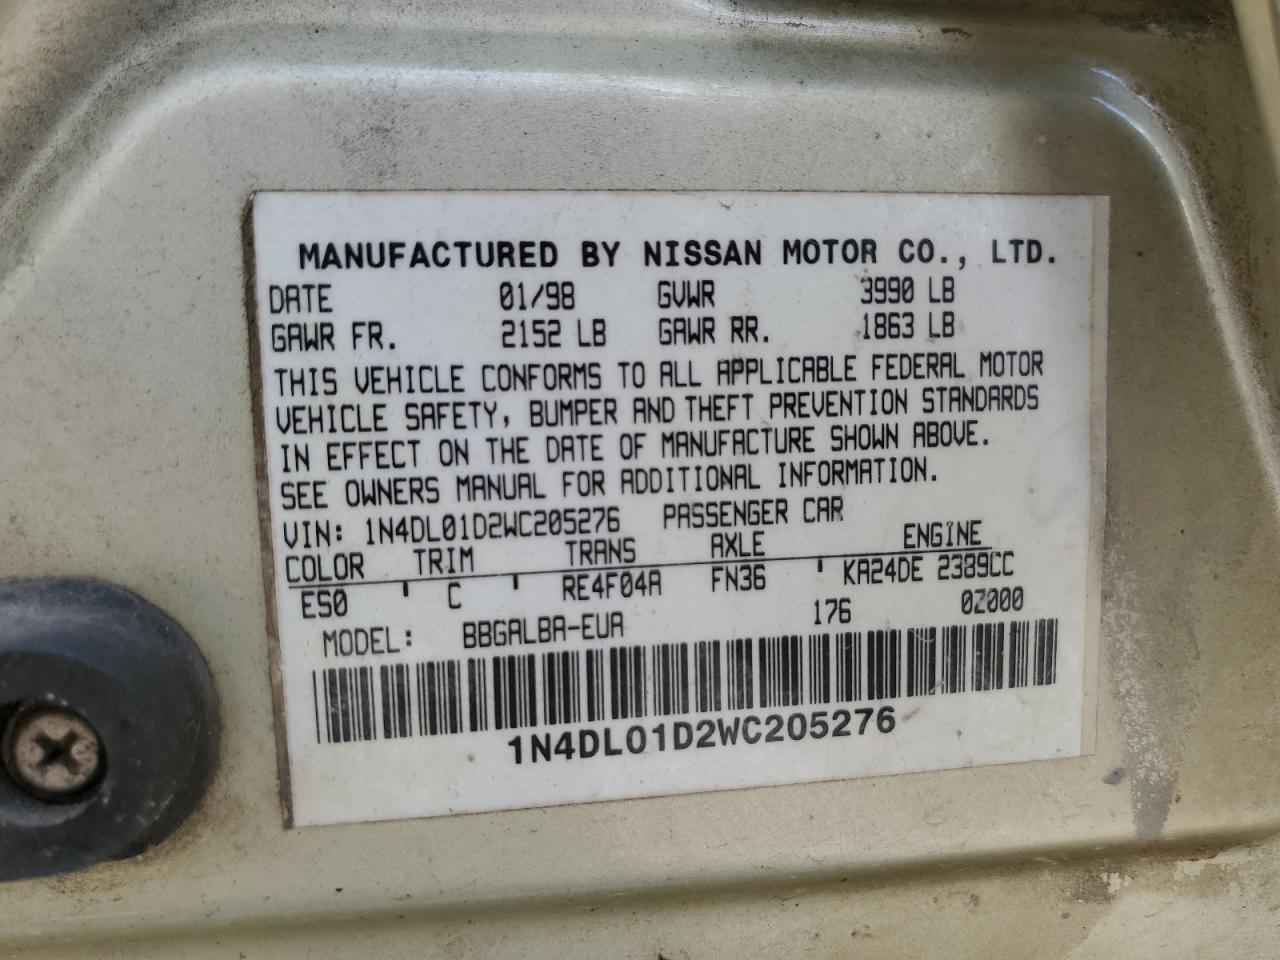 MANUFACTURED BY NISSAN MOTOR CO., LTD.
DATE 01/98 GVWR 3990 LB
GAWR FR. 2152 LB GAWR RR. 1863 LB
THIS VEHICLE CONFORMS TO ALL APPLICABLE FEDERAL MOTOR
VEHICLE SAFETY, BUMPER AND THEFT PREVENTION STANDARDS
IN EFFECT ON THE DATE OF MANUFACTURE SHOWN ABOVE.
SEE OWNERS MANUAL FOR ADDITIONAL INFORMATION.
VIN: 1N4DL01D2WC205276 PASSENGER CAR
COLOR TRIM TRANS AXLE ENGINE
ES0 ' C ' RE4F04A FN36 ' KA24DE 2389CC
MODEL: BBGALBA-EUA 176 0Z000
1N4DL01D2WC205276